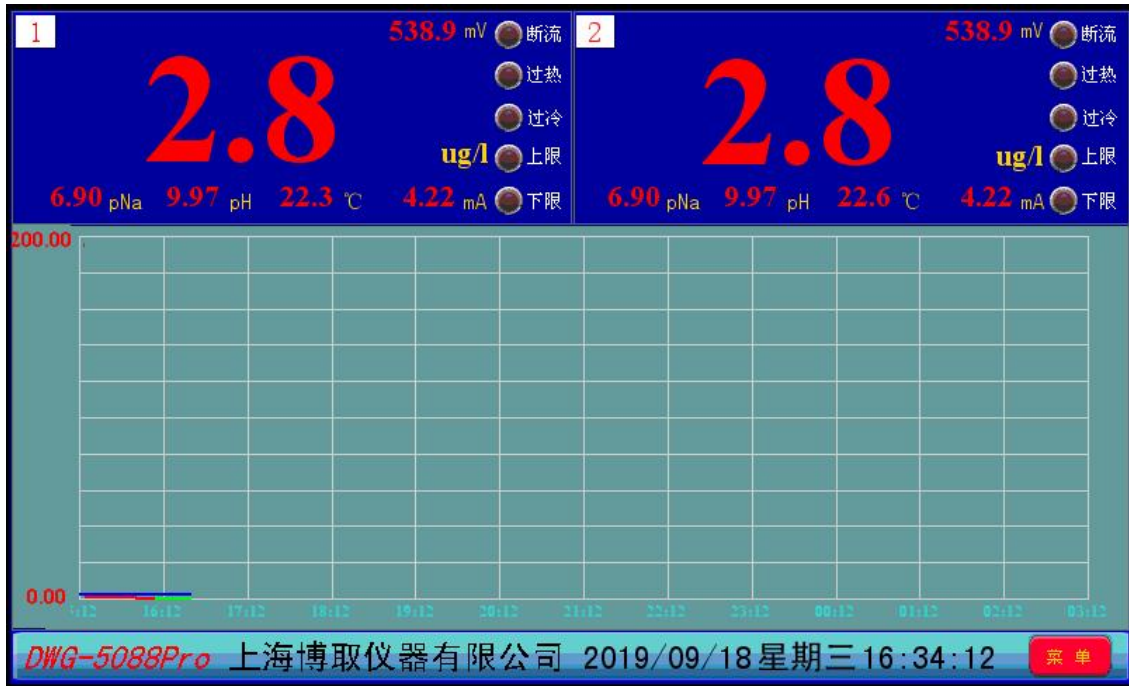 1 538.9 mV 断流 2 538.9 mV 断流
过热 过热
2.8 过冷 2.8 过冷
ug/l 上限 ug/l 上限
6.90 pNa 9.97 pH 22.3 ℃ 4.22 mA 下限 6.90 pNa 9.97 pH 22.6 ℃ 4.22 mA 下限
200.00
0.00
16:12 17:12 18:12 19:12 20:12 21:12 22:12 23:12 00:12 01:12 02:12 03:12
DWG-5088Pro 上海博取仪器有限公司 2019/09/18 星期三 16:34:12 菜单